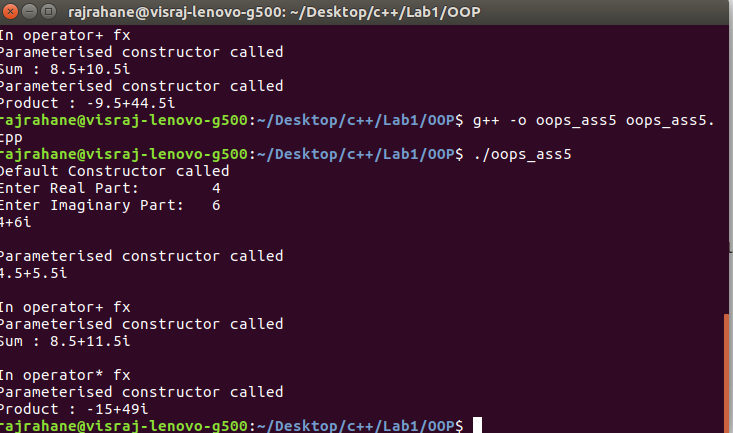 rajrahane@visraj-lenovo-g500: ~/Desktop/c++/Lab1/OOP
In operator+ fx
Parameterised constructor called
Sum : 8.5+10.5i
Parameterised constructor called
Product : -9.5+44.5i
rajrahane@visraj-lenovo-g500:~/Desktop/c++/Lab1/OOP$ g++ -o oops_ass5 oops_ass5.
cpp
rajrahane@visraj-lenovo-g500:~/Desktop/c++/Lab1/OOP$ ./oops_ass5
Default Constructor called
Enter Real Part: 4
Enter Imaginary Part: 6
4+6i
Parameterised constructor called
4.5+5.5i
In operator+ fx
Parameterised constructor called
Sum : 8.5+11.5i
In operator* fx
Parameterised constructor called
Product : -15+49i
rajrahane@visraj-lenovo-g500:~/Desktop/c++/Lab1/OOP$